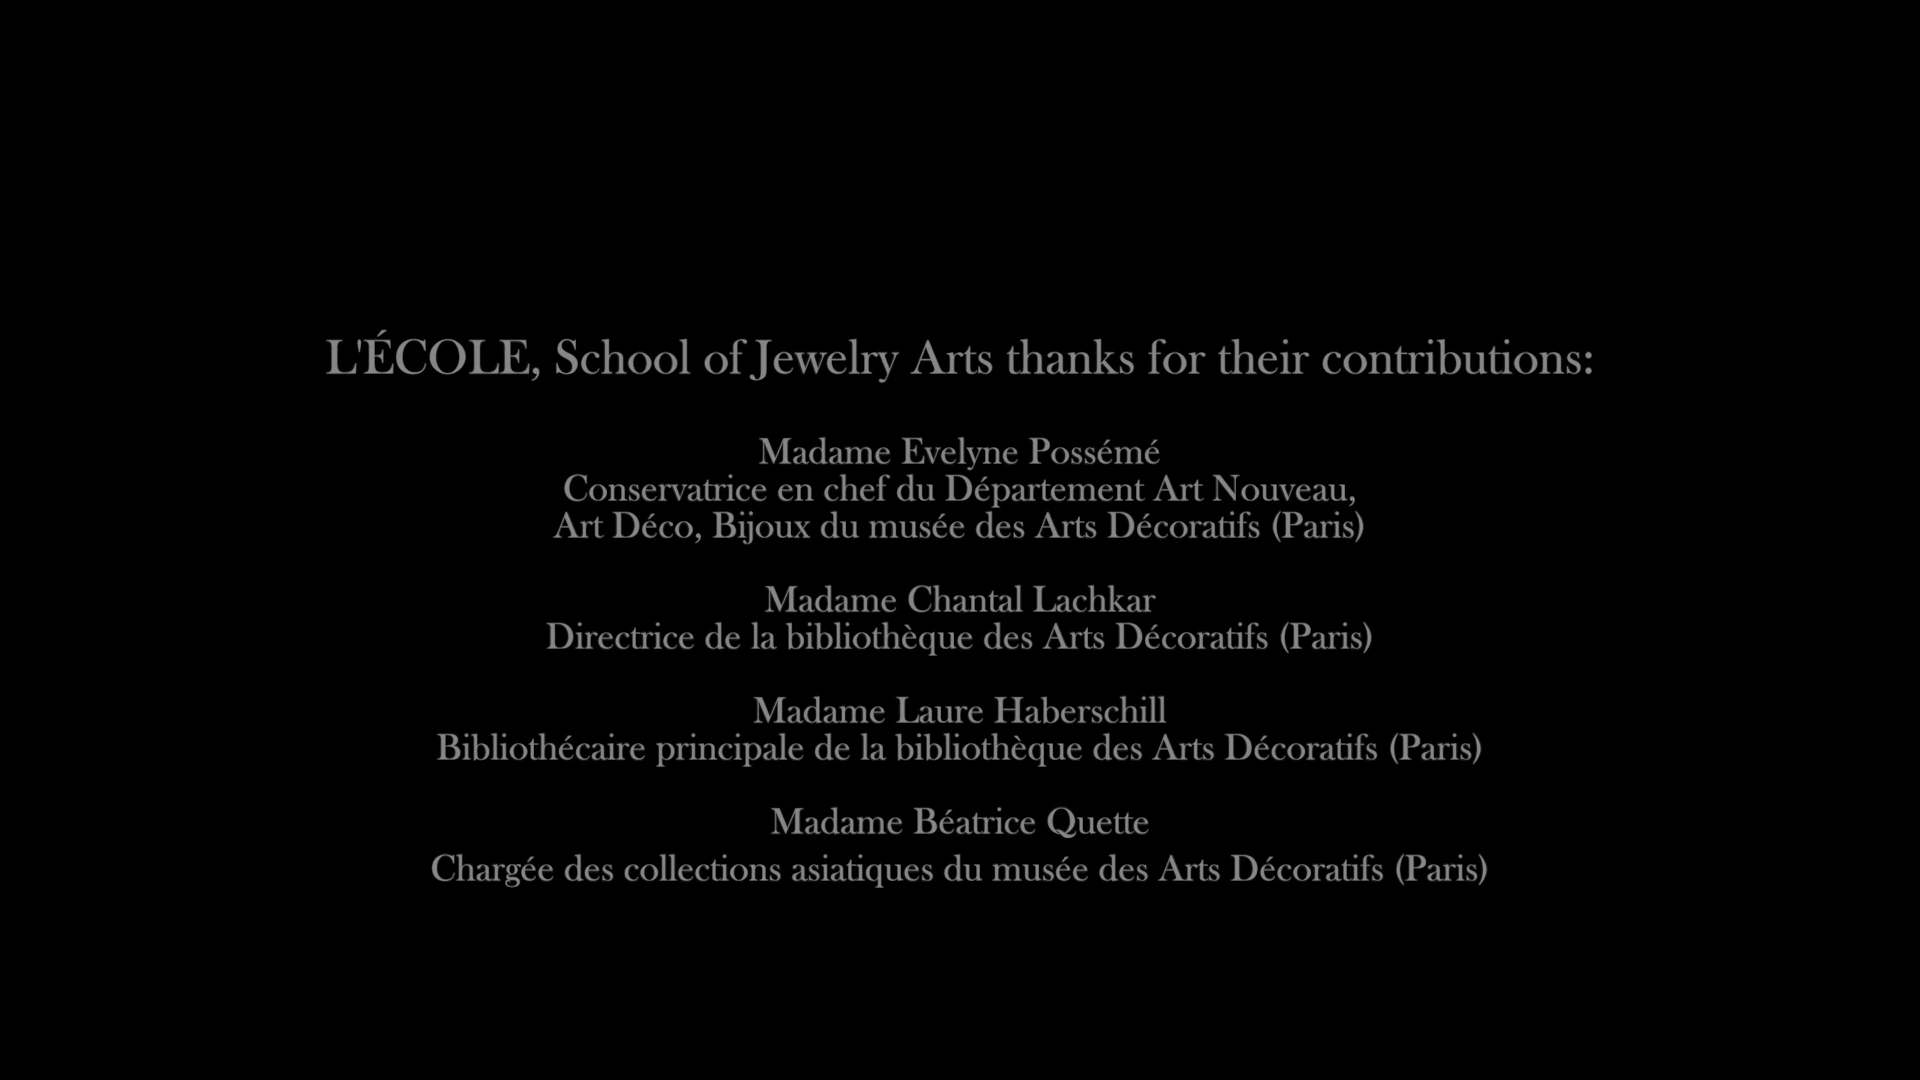 L'ÉCOLE, School of Jewelry Arts thanks for their contributions:
Madame Evelyne Possémé
Conservatrice en chef du Département Art Nouveau,
Art Déco, Bijoux du musée des Arts Décoratifs (Paris)
Madame Chantal Lachkar
Directrice de la bibliothèque des Arts Décoratifs (Paris)
Madame Laure Haberschill
Bibliothécaire principale de la bibliothèque des Arts Décoratifs (Paris)
Madame Béatrice Quette
Chargée des collections asiatiques du musée des Arts Décoratifs (Paris)